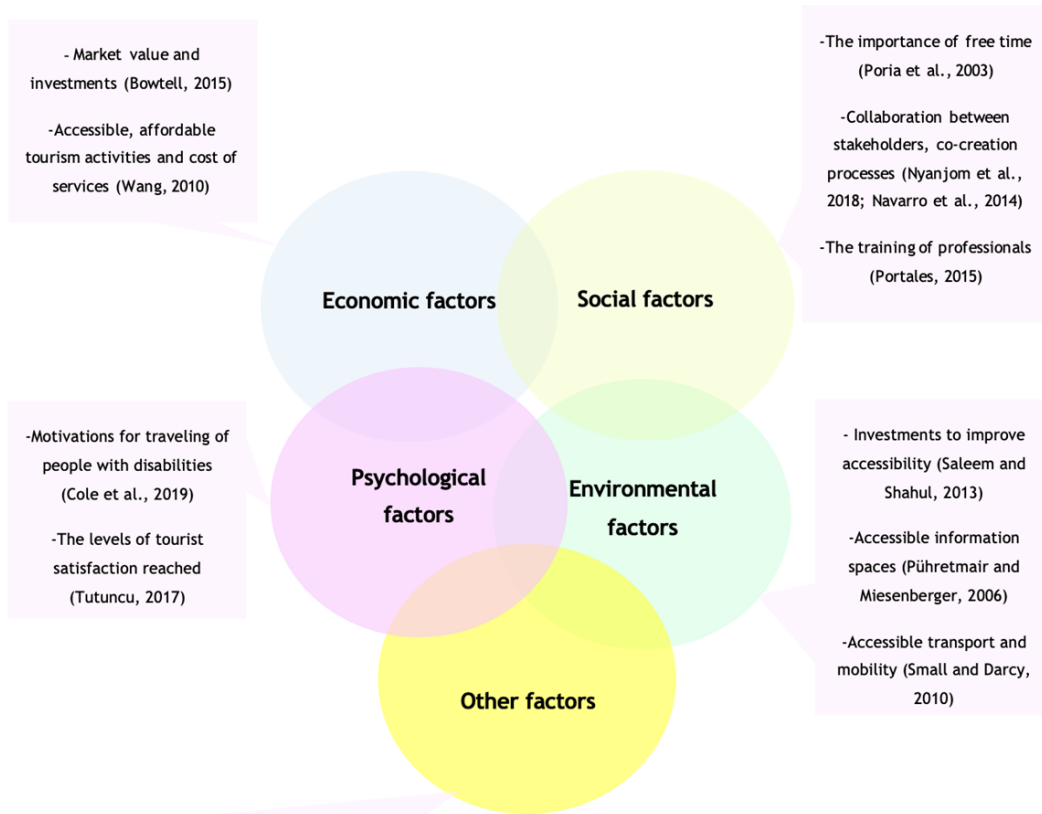 - Market value and
investments (Bowtell, 2015)
-Accessible, affordable
tourism activities and cost of
services (Wang, 2010)
-The importance of free time
(Poria et al., 2003)
-Collaboration between
stakeholders, co-creation
processes (Nyanjom et al.,
2018; Navarro et al., 2014)
-The training of professionals
(Portales, 2015)
Economic factors
Social factors
-Motivations for traveling of
people with disabilities
(Cole et al., 2019)
-The levels of tourist
satisfaction reached
(Tutuncu, 2017)
Psychological
factors
Environmental
factors
- Investments to improve
accessibility (Saleem and
Shahul, 2013)
-Accessible information
spaces (Pühretmair and
Miesenberger, 2006)
-Accessible transport and
mobility (Small and Darcy,
2010)
Other factors